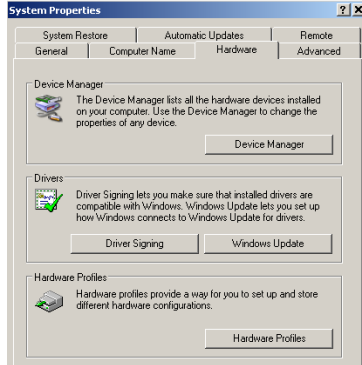 System Properties
System Restore Automatic Updates Remote
General Computer Name Hardware Advanced
Device Manager
The Device Manager lists all the hardware devices installed
on your computer. Use the Device Manager to change the
properties of any device.
Device Manager
Drivers
Driver Signing lets you make sure that installed drivers are
compatible with Windows. Windows Update lets you set up
how Windows connects to Windows Update for drivers.
Driver Signing Windows Update
Hardware Profiles
Hardware profiles provide a way for you to set up and store
different hardware configurations.
Hardware Profiles